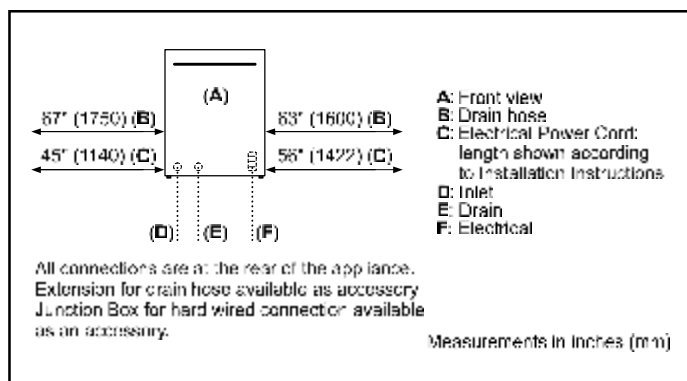 (A)
67" (1750) (B)
63" (1600) (B)
45" (1140) (C)
56" (1422) (C)
(D) (E) (F)
A: Front view
B: Drain hose
C: Electrical Power Cord:
length shown according
to Installation Instructions
D: Inlet
E: Drain
F: Electrical
All connections are at the rear of the appliance.
Extension for drain hose available as accessory
Junction Box for hard wired connection available
as an accessory.
Measurements in inches (mm)